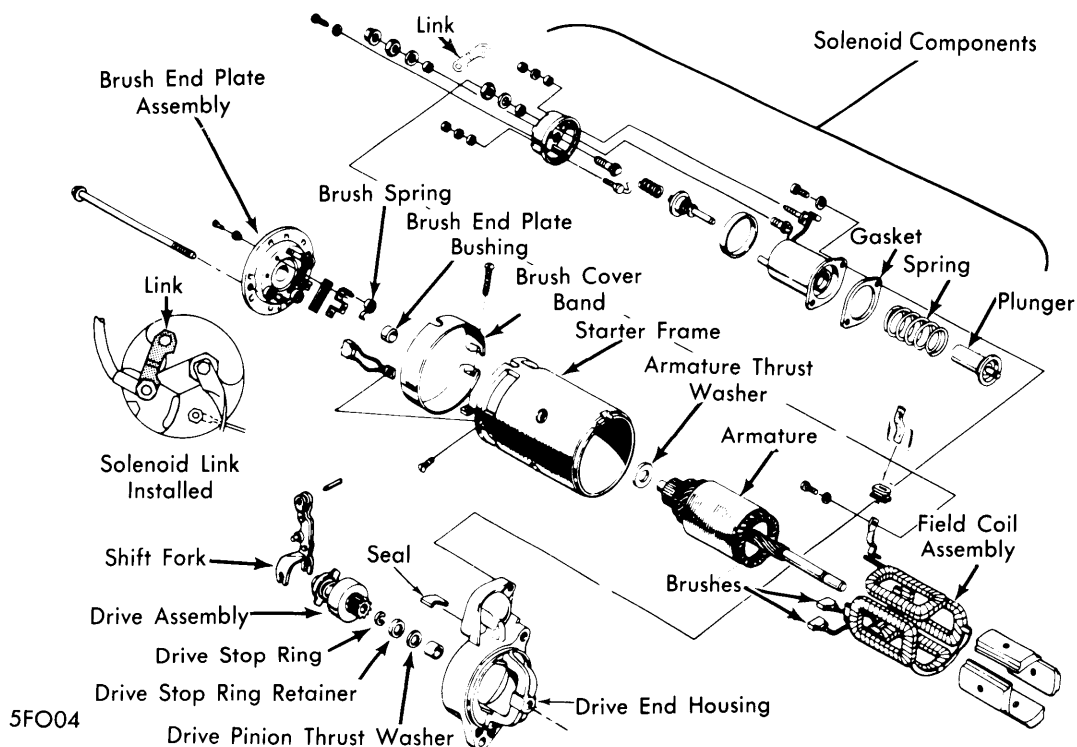 Link
Solenoid Components
Brush End Plate
Assembly
Brush Spring
Brush End Plate
Bushing
Gasket
Spring
Plunger
Brush Cover
Band
Link
Starter Frame
Armature Thrust
Washer
Armature
Solenoid Link
Installed
Field Coil
Assembly
Shift Fork
Seal
Brushes
Drive Assembly
Drive Stop Ring
Drive Stop Ring Retainer
Drive End Housing
5FO04
Drive Pinion Thrust Washer